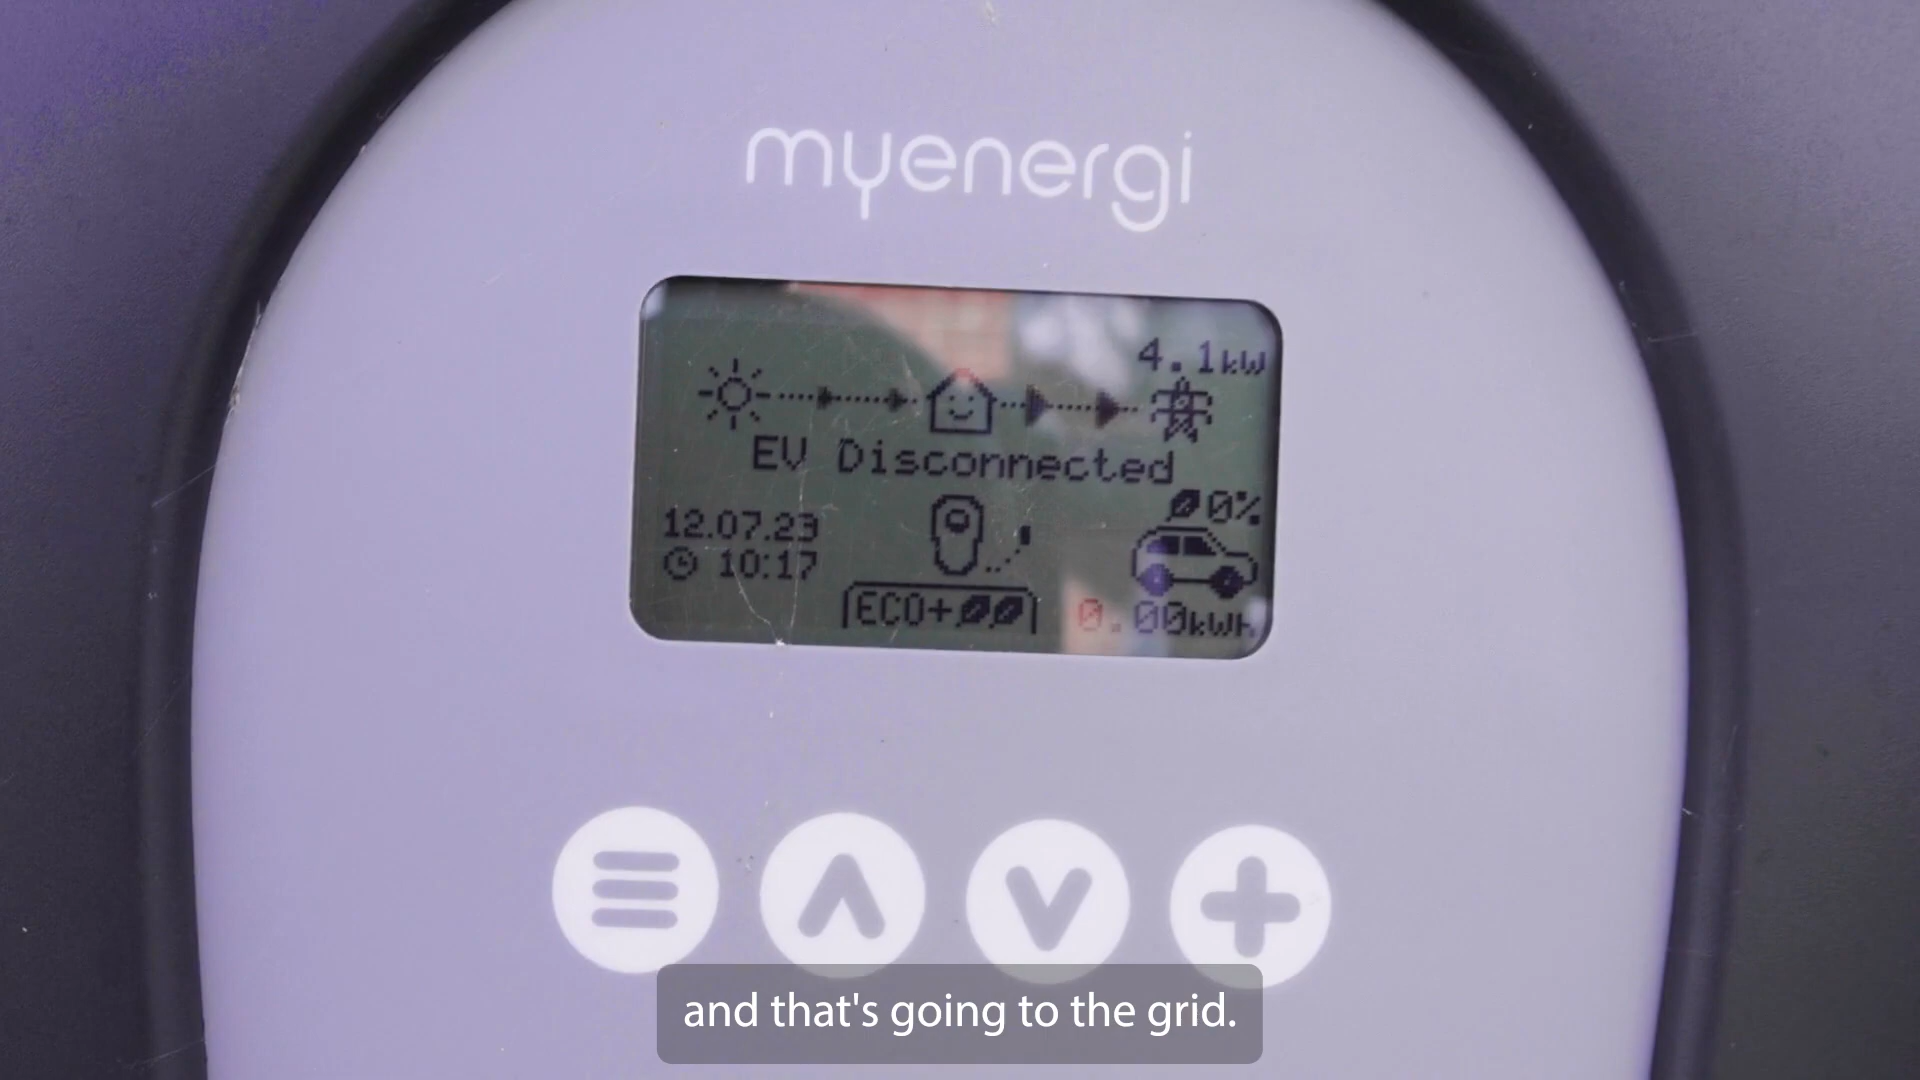 myenergi
4.1kW
EV Disconnected
0%
12.07.23
10:17
ECO+
0.00kWh
and that's going to the grid.